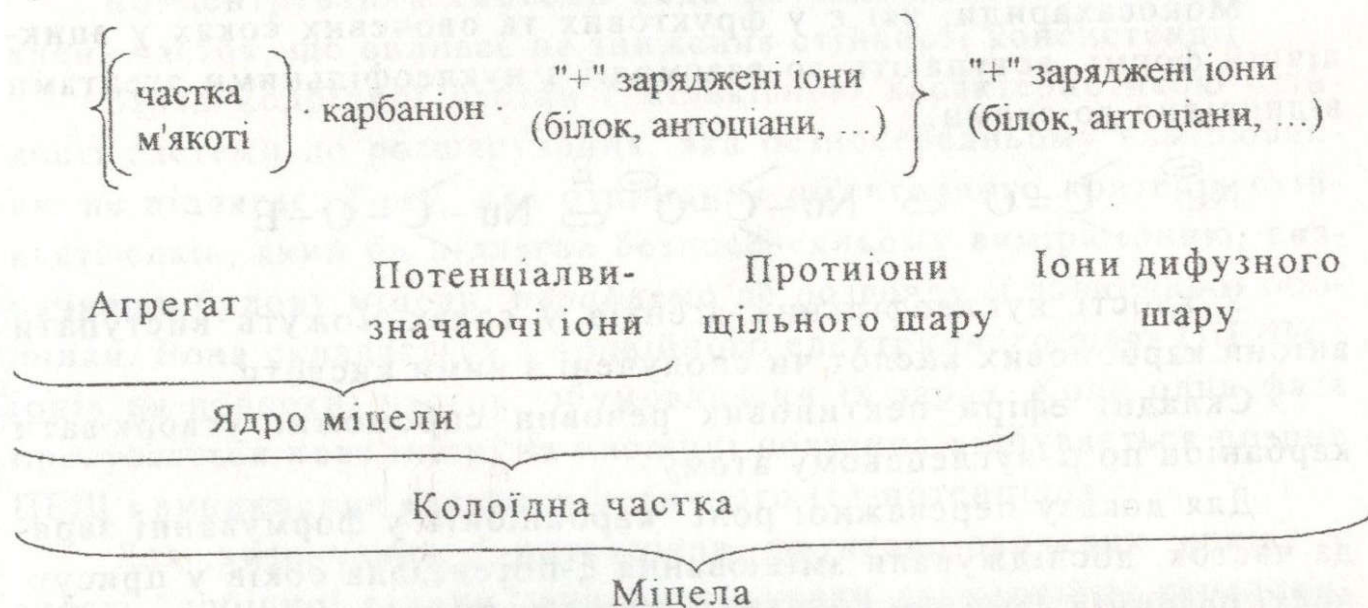 частка
м'якоті
· карбаніон ·
"+" заряджені іони
(білок, антоціани, …)
"+" заряджені іони
(білок, антоціани, …)
Агрегат
Потенціалви-
значаючі іони
Протиіони
щільного шару
Іони дифузного
шару
Ядро міцели
Колоїдна частка
Міцела